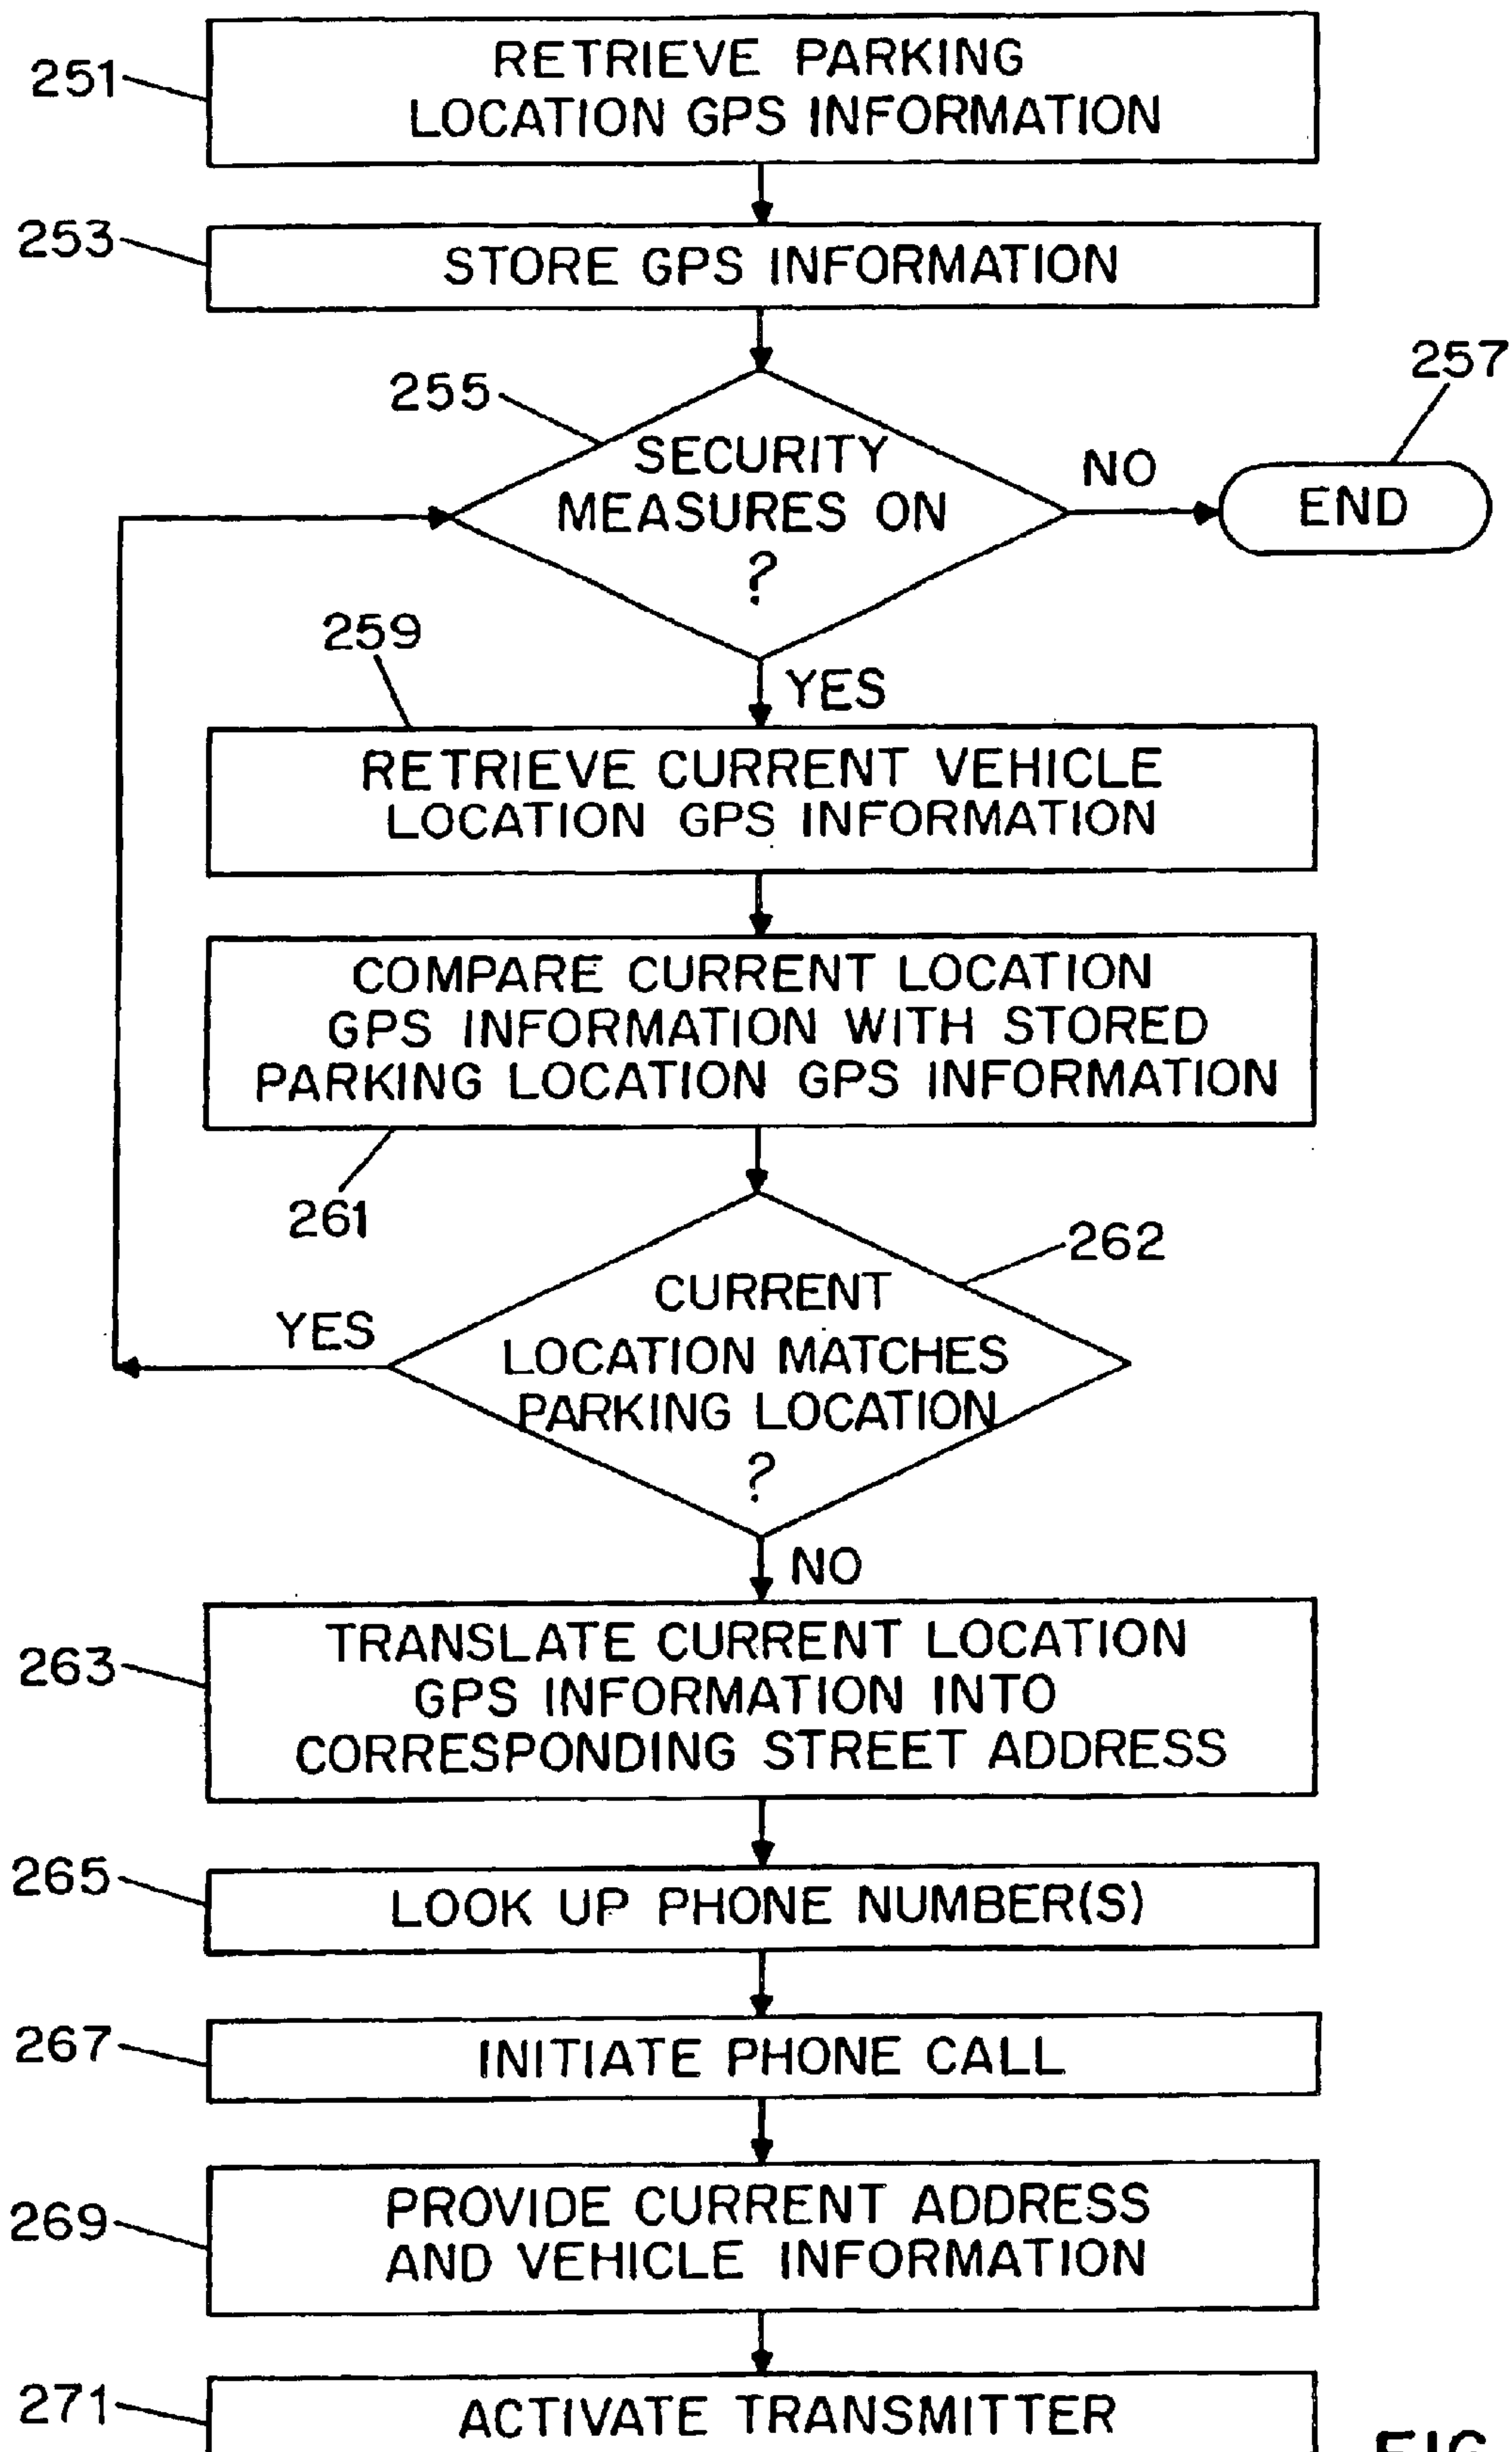 251
RETRIEVE PARKING
LOCATION GPS INFORMATION
253
STORE GPS INFORMATION
255
SECURITY
MEASURES ON
?
NO
257
END
YES
259
RETRIEVE CURRENT VEHICLE
LOCATION GPS INFORMATION
COMPARE CURRENT LOCATION
GPS INFORMATION WITH STORED
PARKING LOCATION GPS INFORMATION
261
262
CURRENT
LOCATION MATCHES
PARKING LOCATION
?
YES
NO
263
TRANSLATE CURRENT LOCATION
GPS INFORMATION INTO
CORRESPONDING STREET ADDRESS
265
LOOK UP PHONE NUMBER(S)
267
INITIATE PHONE CALL
269
PROVIDE CURRENT ADDRESS
AND VEHICLE INFORMATION
271
ACTIVATE TRANSMITTER
FIG